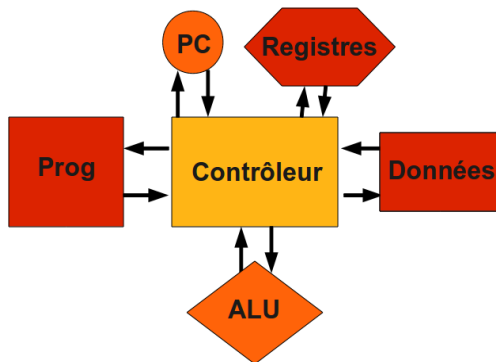 PC
Registres
Prog
Contrôleur
Données
ALU